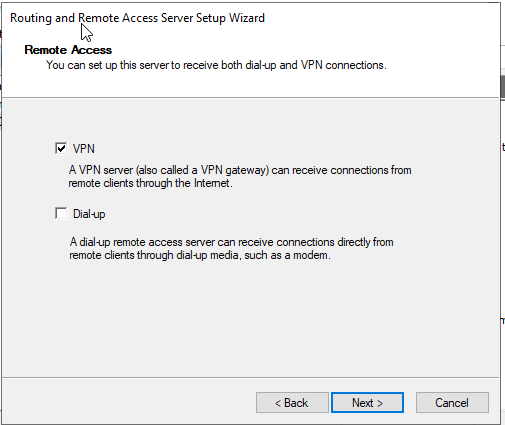 Routing and Remote Access Server Setup Wizard
Remote Access
You can set up this server to receive both dial-up and VPN connections.
VPN
A VPN server (also called a VPN gateway) can receive connections from
remote clients through the Internet.
Dial-up
A dial-up remote access server can receive connections directly from
remote clients through dial-up media, such as a modem.
< Back
Next >
Cancel